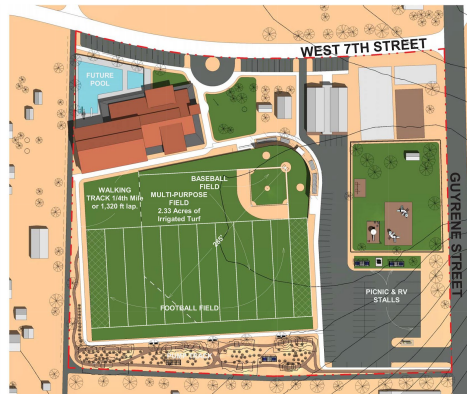 WEST 7TH STREET
FUTURE
POOL
GUYRENE STREET
BASEBALL
FIELD
WALKING
TRACK 1/4th Mile
or 1,320 ft lap.
MULTI-PURPOSE
FIELD
2.33 Acres of
Irrigated Turf
PICNIC & RV
STALLS
FOOTBALL FIELD